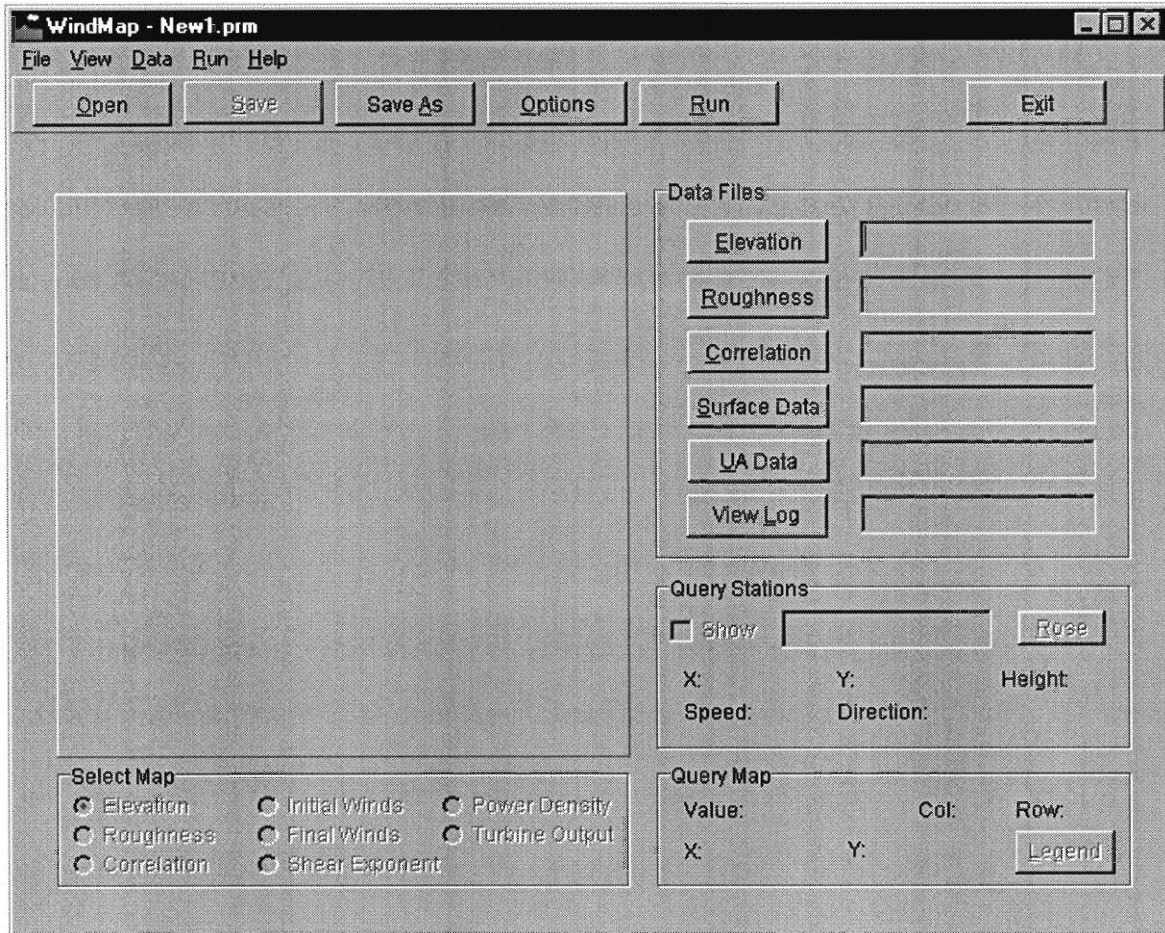 WindMap - New1.prm
File View Data Run Help
Open Save Save As Options Run Exit
Data Files
Elevation
Roughness
Correlation
Surface Data
UA Data
View Log
Query Stations
Show Rose
X: Y: Height:
Speed: Direction:
Select Map
Elevation Initial Winds Power Density
Roughness Final Winds Turbine Output
Correlation Shear Exponent
Query Map
Value: Col: Row:
X: Y: Legend